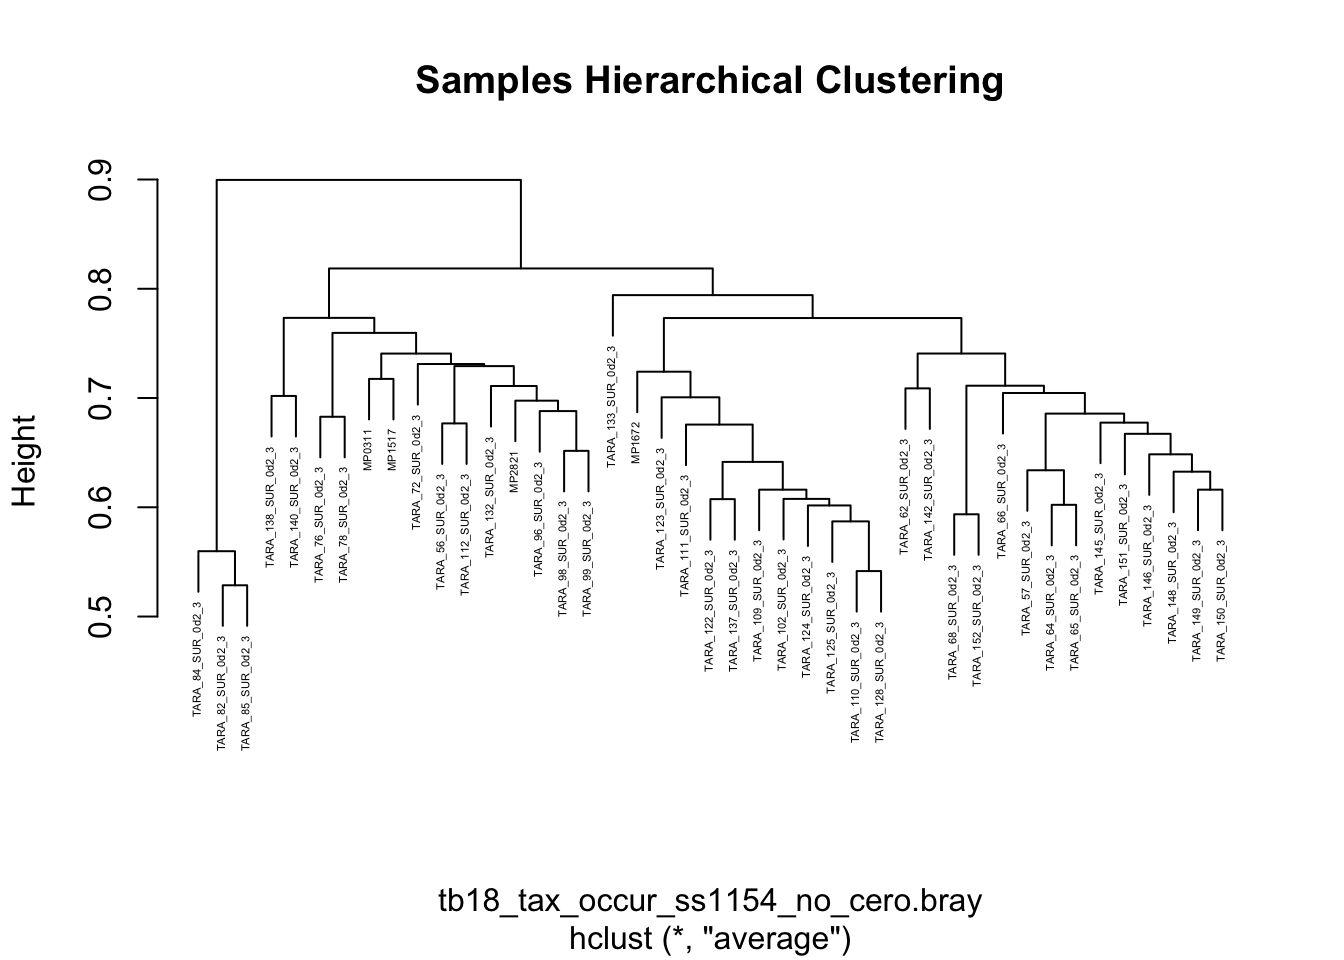 Samples Hierarchical Clustering
Height
0.9
0.8
0.7
0.6
0.5
TARA_84_SUR_0d2_3
TARA_82_SUR_0d2_3
TARA_85_SUR_0d2_3
TARA_138_SUR_0d2_3
TARA_140_SUR_0d2_3
TARA_76_SUR_0d2_3
TARA_78_SUR_0d2_3
MP0311
MP1517
TARA_72_SUR_0d2_3
TARA_56_SUR_0d2_3
TARA_112_SUR_0d2_3
TARA_132_SUR_0d2_3
MP2821
TARA_96_SUR_0d2_3
TARA_98_SUR_0d2_3
TARA_99_SUR_0d2_3
TARA_133_SUR_0d2_3
MP1672
TARA_123_SUR_0d2_3
TARA_111_SUR_0d2_3
TARA_122_SUR_0d2_3
TARA_137_SUR_0d2_3
TARA_109_SUR_0d2_3
TARA_102_SUR_0d2_3
TARA_124_SUR_0d2_3
TARA_125_SUR_0d2_3
TARA_110_SUR_0d2_3
TARA_128_SUR_0d2_3
TARA_62_SUR_0d2_3
TARA_142_SUR_0d2_3
TARA_68_SUR_0d2_3
TARA_152_SUR_0d2_3
TARA_66_SUR_0d2_3
TARA_57_SUR_0d2_3
TARA_64_SUR_0d2_3
TARA_65_SUR_0d2_3
TARA_145_SUR_0d2_3
TARA_151_SUR_0d2_3
TARA_146_SUR_0d2_3
TARA_148_SUR_0d2_3
TARA_149_SUR_0d2_3
TARA_150_SUR_0d2_3
tb18_tax_occur_ss1154_no_cero.bray
hclust (*, "average")